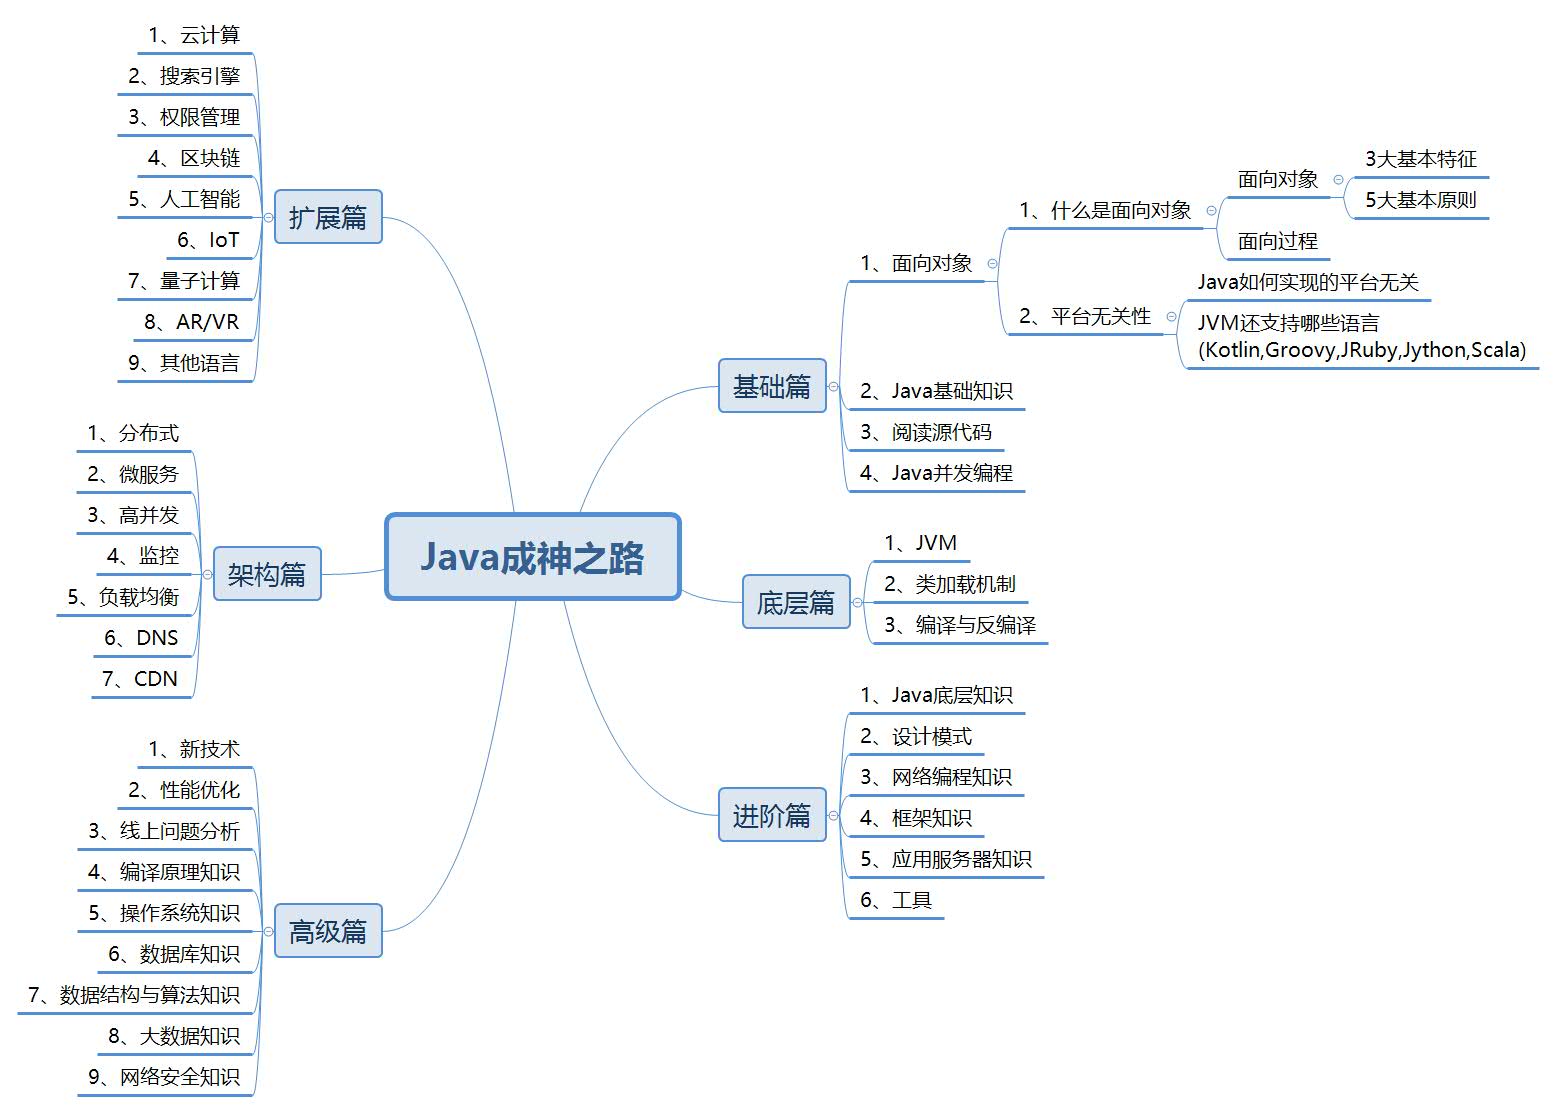 Java成神之路
基础篇
1、面向对象
1、什么是面向对象
面向对象
3大基本特征
5大基本原则
面向过程
2、平台无关性
Java如何实现的平台无关
JVM还支持哪些语言
(Kotlin,Groovy,JRuby,Jython,Scala)
2、Java基础知识
3、阅读源代码
4、Java并发编程
底层篇
1、JVM
2、类加载机制
3、编译与反编译
进阶篇
1、Java底层知识
2、设计模式
3、网络编程知识
4、框架知识
5、应用服务器知识
6、工具
高级篇
1、新技术
2、性能优化
3、线上问题分析
4、编译原理知识
5、操作系统知识
6、数据库知识
7、数据结构与算法知识
8、大数据知识
9、网络安全知识
架构篇
1、分布式
2、微服务
3、高并发
4、监控
5、负载均衡
6、DNS
7、CDN
扩展篇
1、云计算
2、搜索引擎
3、权限管理
4、区块链
5、人工智能
6、IoT
7、量子计算
8、AR/VR
9、其他语言